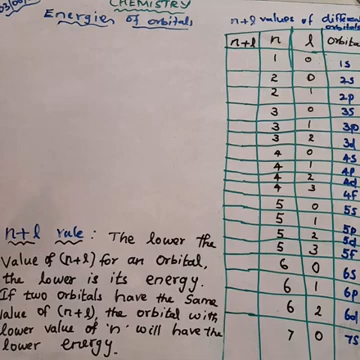 CHEMISTRY
Energies of orbitals
n+l values of different orbitals
n+l n l Orbital
1 0 1s
2 0 2s
2 1 2p
3 0 3s
3 1 3p
3 2 3d
4 0 4s
4 1 4p
4 2 4d
4 3 4f
5 0 5s
5 1 5p
5 2 5d
5 3 5f
6 0 6s
6 1 6p
6 2 6d
7 0 7s
n+l rule : The lower the
value of (n+l) for an orbital,
the lower is its energy.
If two orbitals have the same
value of (n+l), the orbital with
lower value of 'n' will have the
lower energy.